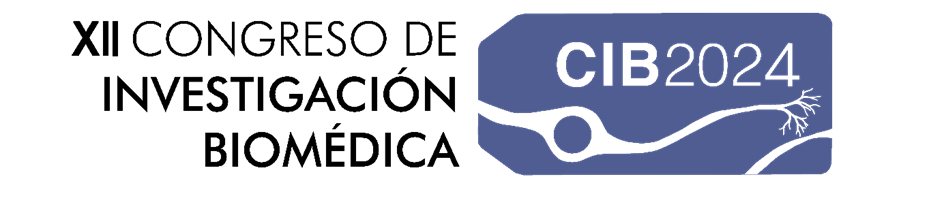 XII CONGRESO DE
INVESTIGACIÓN
BIOMÉDICA
CIB2024